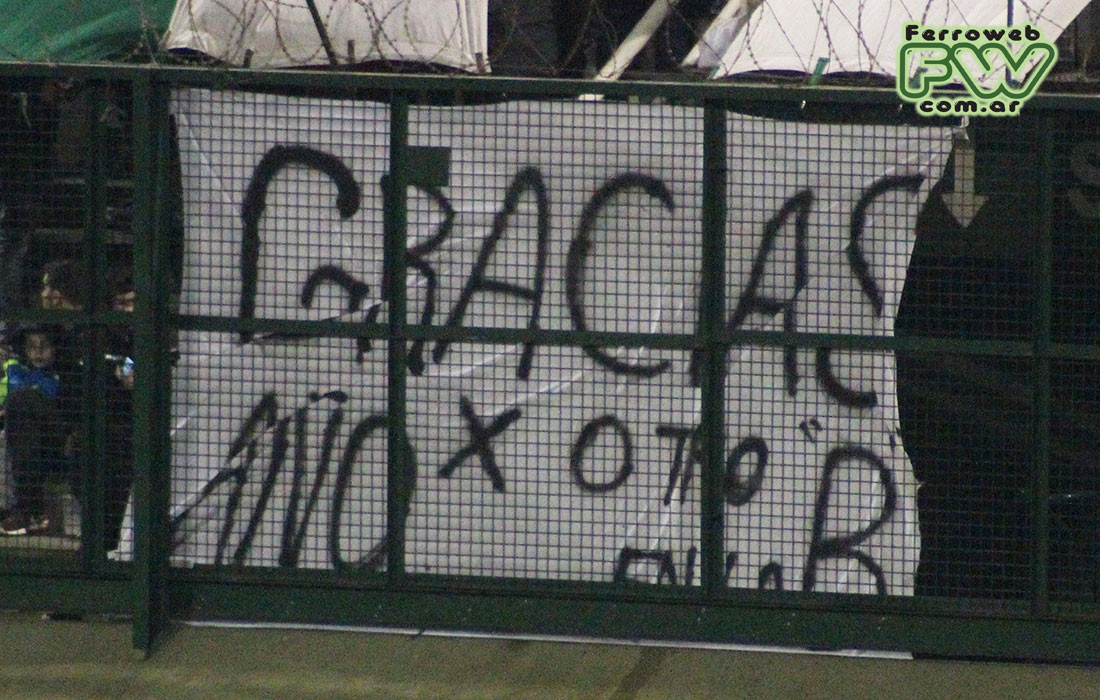 Ferroweb
FW
com.ar
GRACIAS
X OTRO AÑO
"B"